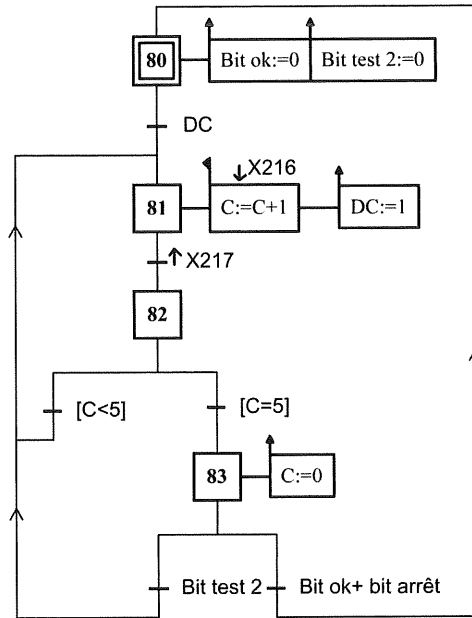 80
Bit ok:=0
Bit test 2:=0
DC
↓X216
81
C:=C+1
DC:=1
↑X217
82
[C<5]
[C=5]
83
C:=0
Bit test 2
Bit ok+ bit arrêt